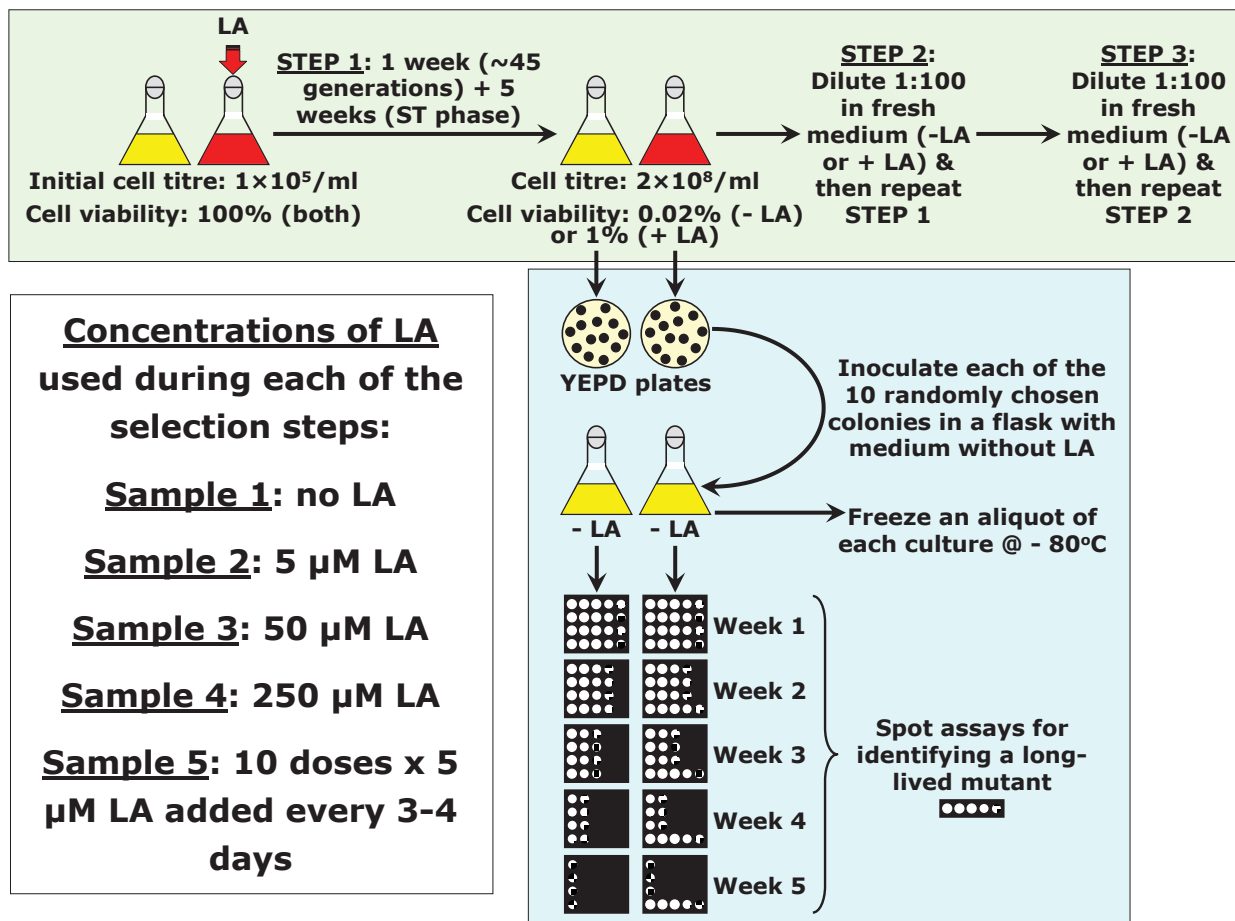 LA
STEP 1: 1 week (~45
generations) + 5
weeks (ST phase)
Initial cell titre: 1×10⁵/ml
Cell viability: 100% (both)
Cell titre: 2×10⁸/ml
Cell viability: 0.02% (- LA)
or 1% (+ LA)
STEP 2:
Dilute 1:100
in fresh
medium (-LA
or + LA) &
then repeat
STEP 1
STEP 3:
Dilute 1:100
in fresh
medium (-LA
or + LA) &
then repeat
STEP 2
Concentrations of LA
used during each of the
selection steps:
Sample 1: no LA
Sample 2: 5 µM LA
Sample 3: 50 µM LA
Sample 4: 250 µM LA
Sample 5: 10 doses x 5
µM LA added every 3-4
days
YEPD plates
Inoculate each of the
10 randomly chosen
colonies in a flask with
medium without LA
- LA
- LA
Freeze an aliquot of
each culture @ - 80ºC
Week 1
Week 2
Week 3
Week 4
Week 5
Spot assays for
identifying a long-
lived mutant